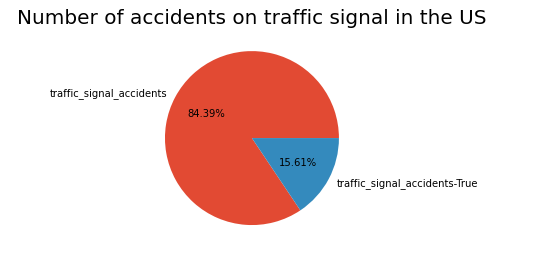 Number of accidents on traffic signal in the US
traffic_signal_accidents
84.39%
15.61%
traffic_signal_accidents-True